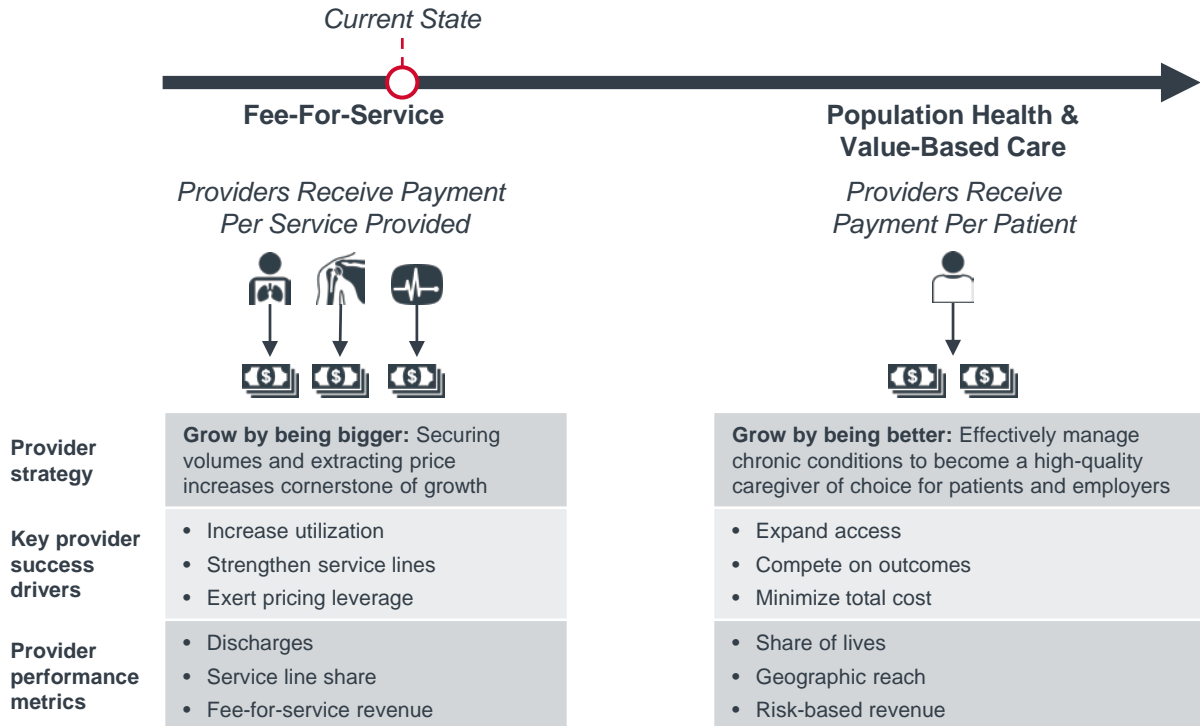 Current State
Fee-For-Service
Population Health &
Value-Based Care
Providers Receive Payment
Per Service Provided
Providers Receive
Payment Per Patient
$ $ $
$ $
Provider
strategy
Grow by being bigger: Securing
volumes and extracting price
increases cornerstone of growth
Grow by being better: Effectively manage
chronic conditions to become a high-quality
caregiver of choice for patients and employers
Key provider
success
drivers
• Increase utilization
• Strengthen service lines
• Exert pricing leverage
• Expand access
• Compete on outcomes
• Minimize total cost
Provider
performance
metrics
• Discharges
• Service line share
• Fee-for-service revenue
• Share of lives
• Geographic reach
• Risk-based revenue